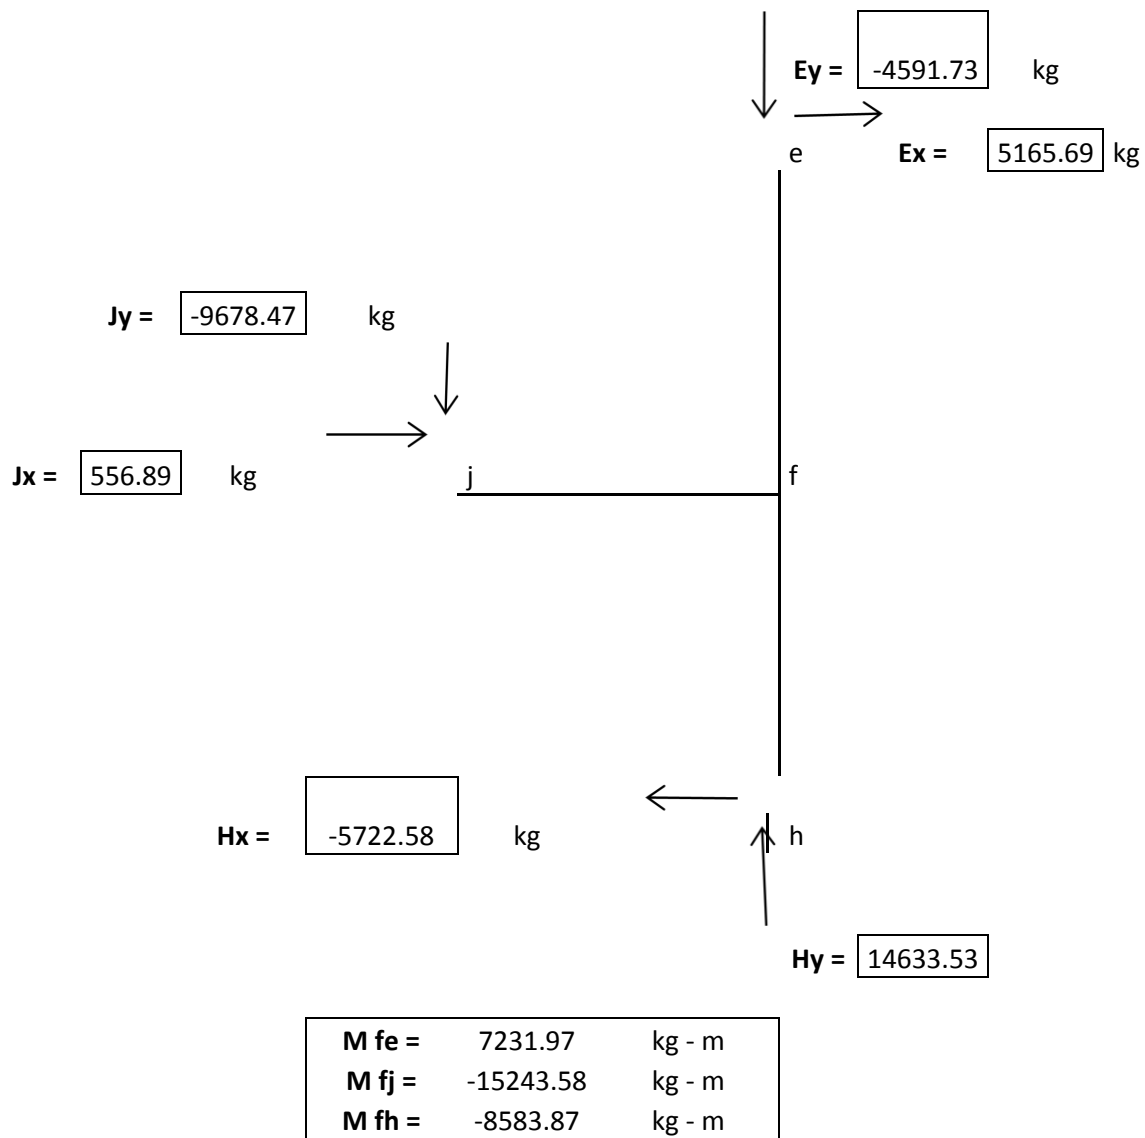 Ey = -4591.73 kg
e Ex = 5165.69 kg
Jy = -9678.47 kg
Jx = 556.89 kg j f
Hx = -5722.58 kg h
Hy = 14633.53
M fe = 7231.97 kg - m
M fj = -15243.58 kg - m
M fh = -8583.87 kg - m